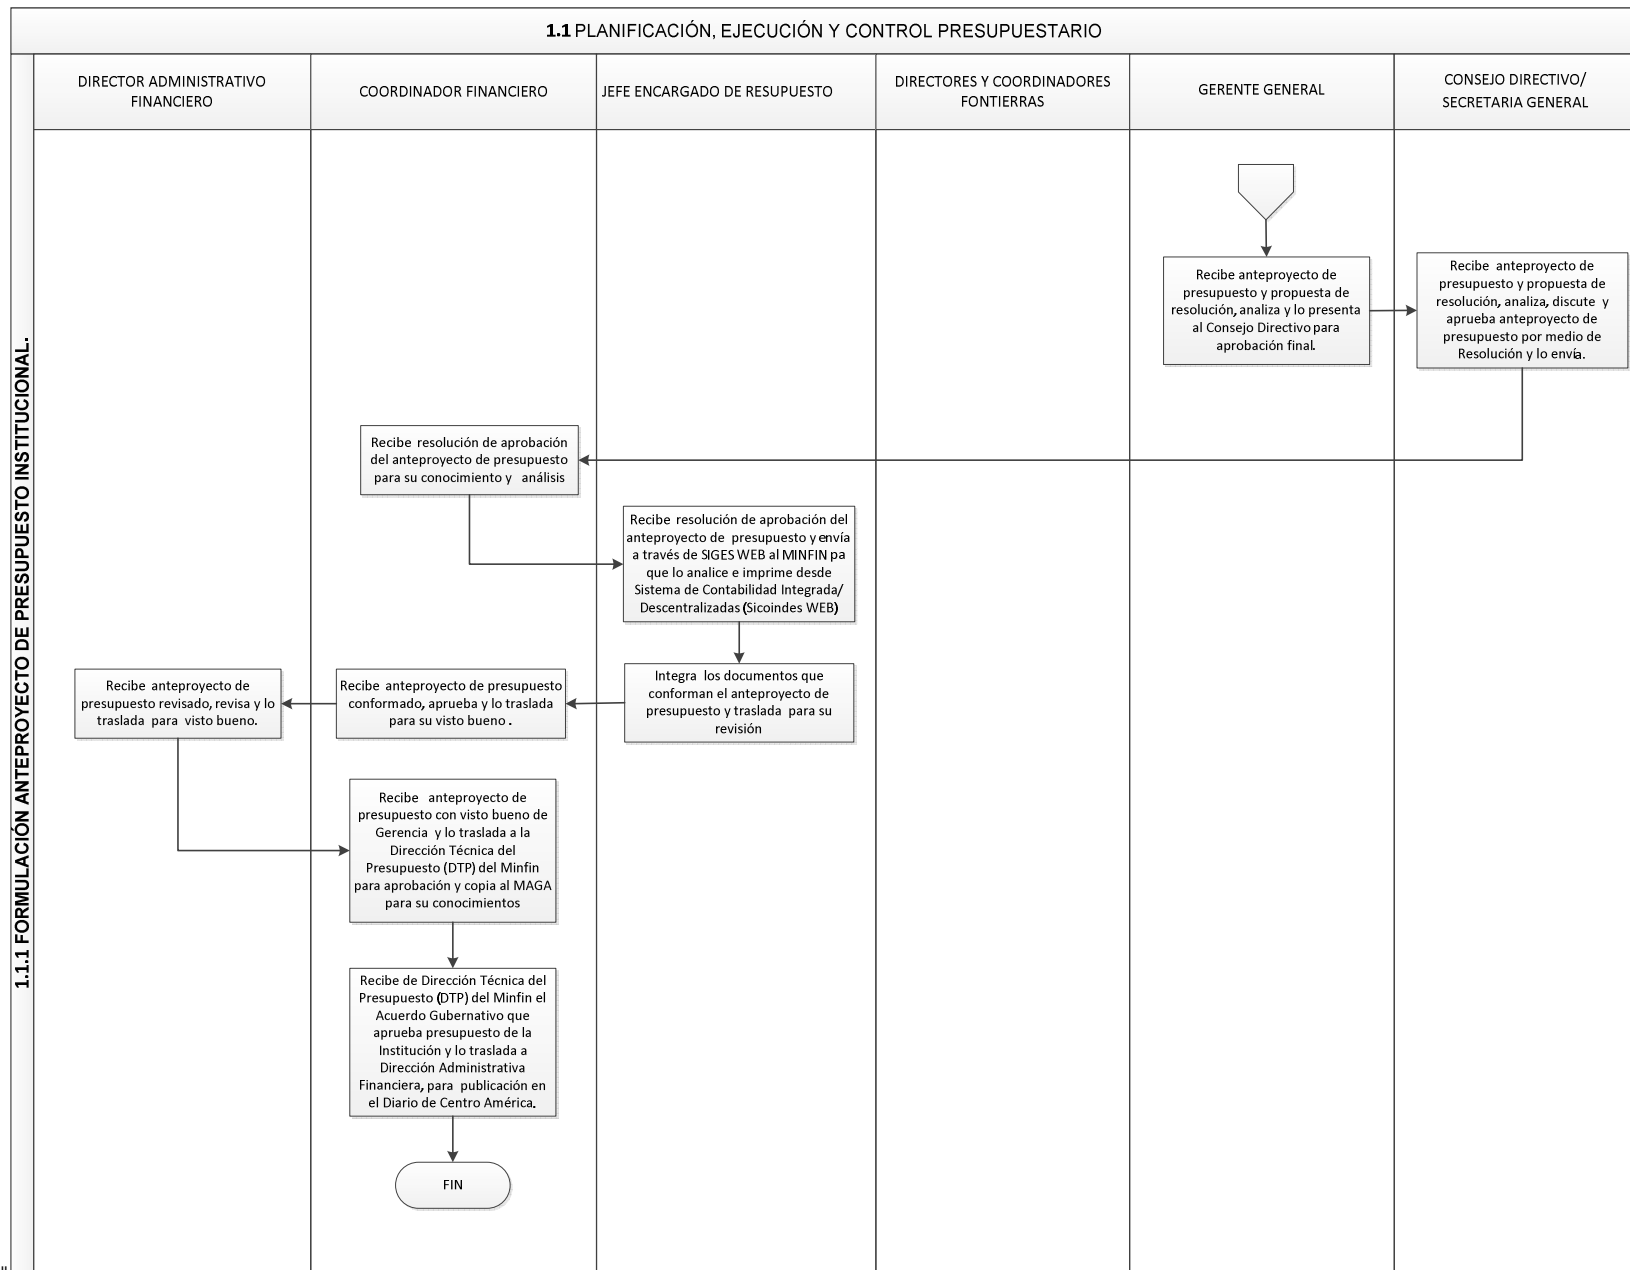 1.1 PLANIFICACIÓN, EJECUCIÓN Y CONTROL PRESUPUESTARIO
DIRECTOR ADMINISTRATIVO
FINANCIERO
COORDINADOR FINANCIERO
JEFE ENCARGADO DE RESUPUESTO
DIRECTORES Y COORDINADORES
FONTIERRAS
GERENTE GENERAL
CONSEJO DIRECTIVO/
SECRETARIA GENERAL
1.1.1 FORMULACIÓN ANTEPROYECTO DE PRESUPUESTO INSTITUCIONAL.
Recibe anteproyecto de
presupuesto y propuesta de
resolución, analiza y lo presenta
al Consejo Directivo para
aprobación final.
Recibe anteproyecto de
presupuesto y propuesta de
resolución, analiza, discute y
aprueba anteproyecto de
presupuesto por medio de
Resolución y lo envía.
Recibe resolución de aprobación
del anteproyecto de presupuesto
para su conocimiento y análisis
Recibe resolución de aprobación del
anteproyecto de presupuesto y envía
a través de SIGES WEB al MINFIN pa
que lo analice e imprime desde
Sistema de Contabilidad Integrada/
Descentralizadas (Sicoindes WEB)
Integra los documentos que
conforman el anteproyecto de
presupuesto y traslada para su
revisión
Recibe anteproyecto de presupuesto
conformado, aprueba y lo traslada
para su visto bueno .
Recibe anteproyecto de
presupuesto revisado, revisa y lo
traslada para visto bueno.
Recibe anteproyecto de
presupuesto con visto bueno de
Gerencia y lo traslada a la
Dirección Técnica del
Presupuesto (DTP) del Minfin
para aprobación y copia al MAGA
para su conocimientos
Recibe de Dirección Técnica del
Presupuesto (DTP) del Minfin el
Acuerdo Gubernativo que
aprueba presupuesto de la
Institución y lo traslada a
Dirección Administrativa
Financiera, para publicación en
el Diario de Centro América.
FIN